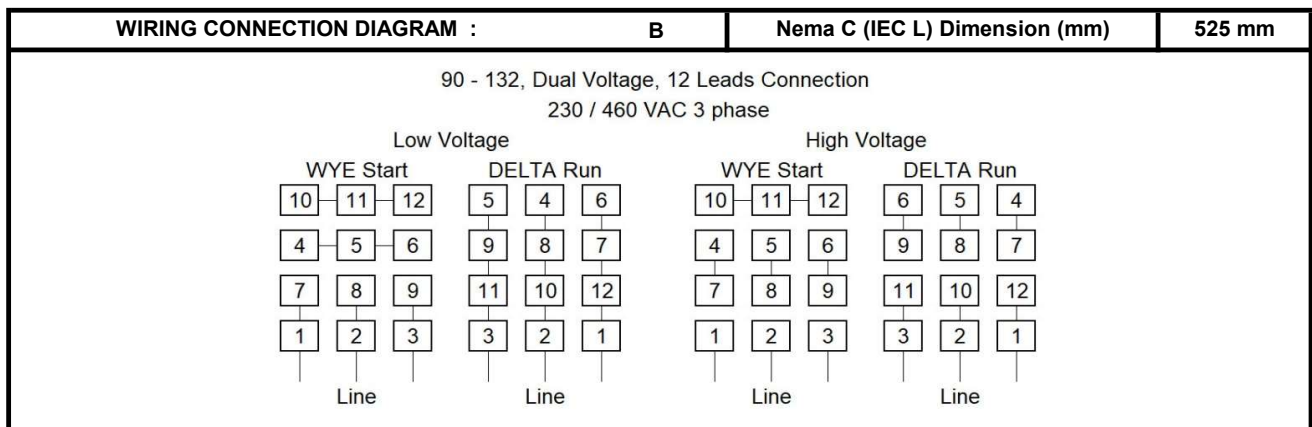 WIRING CONNECTION DIAGRAM : B Nema C (IEC L) Dimension (mm) 525 mm
90 - 132, Dual Voltage, 12 Leads Connection
230 / 460 VAC 3 phase
Low Voltage High Voltage
WYE Start DELTA Run WYE Start DELTA Run
10 11 12 5 4 6 10 11 12 6 5 4
4 5 6 9 8 7 4 5 6 9 8 7
7 8 9 11 10 12 7 8 9 11 10 12
1 2 3 3 2 1 1 2 3 3 2 1
Line Line Line Line